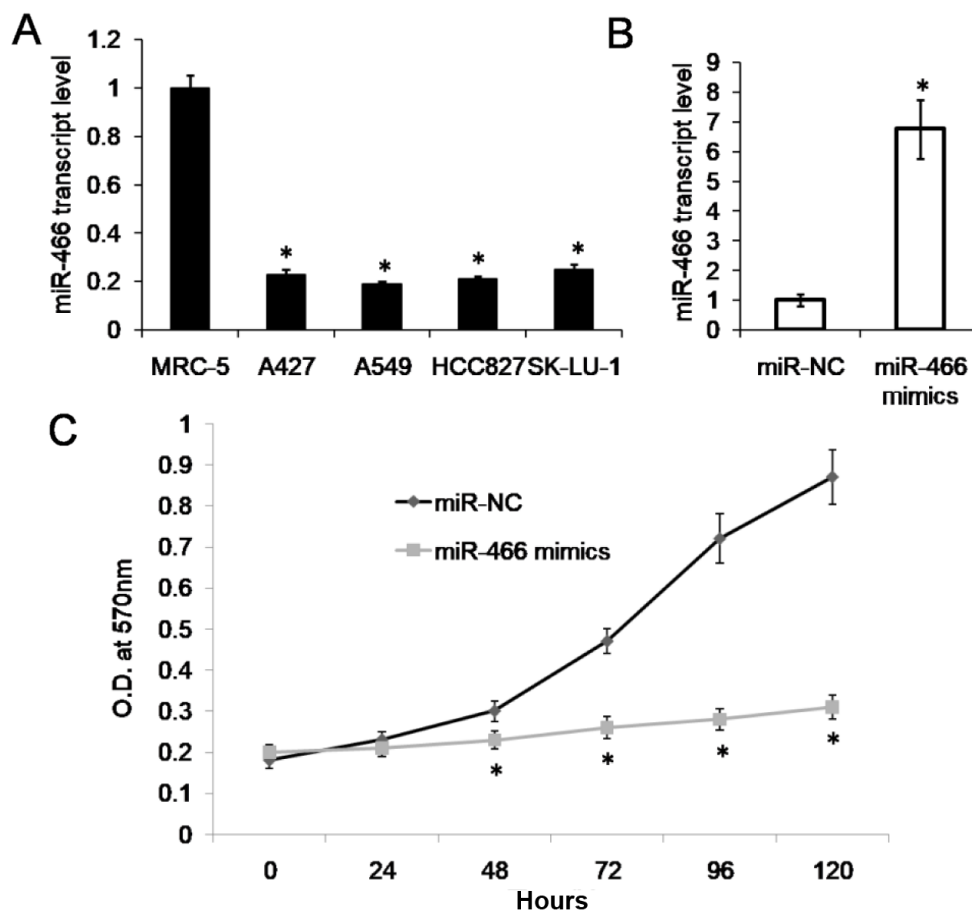 A
miR-466 transcript level
1.2
1
0.8
0.6
0.4
0.2
0
*
*
*
*
MRC-5 A427 A549 HCC827 SK-LU-1
B
miR-466 transcript level
9
8
7
6
5
4
3
2
1
0
*
miR-NC miR-466 mimics
C
O.D. at 570nm
1
0.9
0.8
0.7
0.6
0.5
0.4
0.3
0.2
0.1
0
miR-NC
miR-466 mimics
* * * *
0 24 48 72 96 120
Hours